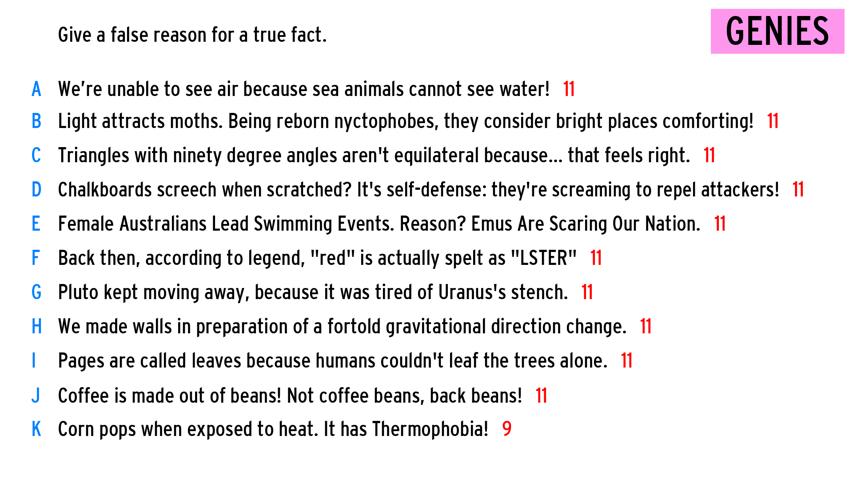 Give a false reason for a true fact.
GENIES
A We're unable to see air because sea animals cannot see water! 11
B Light attracts moths. Being reborn nyctophobes, they consider bright places comforting! 11
C Triangles with ninety degree angles aren't equilateral because... that feels right. 11
D Chalkboards screech when scratched? It's self-defense: they're screaming to repel attackers! 11
E Female Australians Lead Swimming Events. Reason? Emus Are Scaring Our Nation. 11
F Back then, according to legend, "red" is actually spelt as "LSTER" 11
G Pluto kept moving away, because it was tired of Uranus's stench. 11
H We made walls in preparation of a fortold gravitational direction change. 11
I Pages are called leaves because humans couldn't leaf the trees alone. 11
J Coffee is made out of beans! Not coffee beans, back beans! 11
K Corn pops when exposed to heat. It has Thermophobia! 9